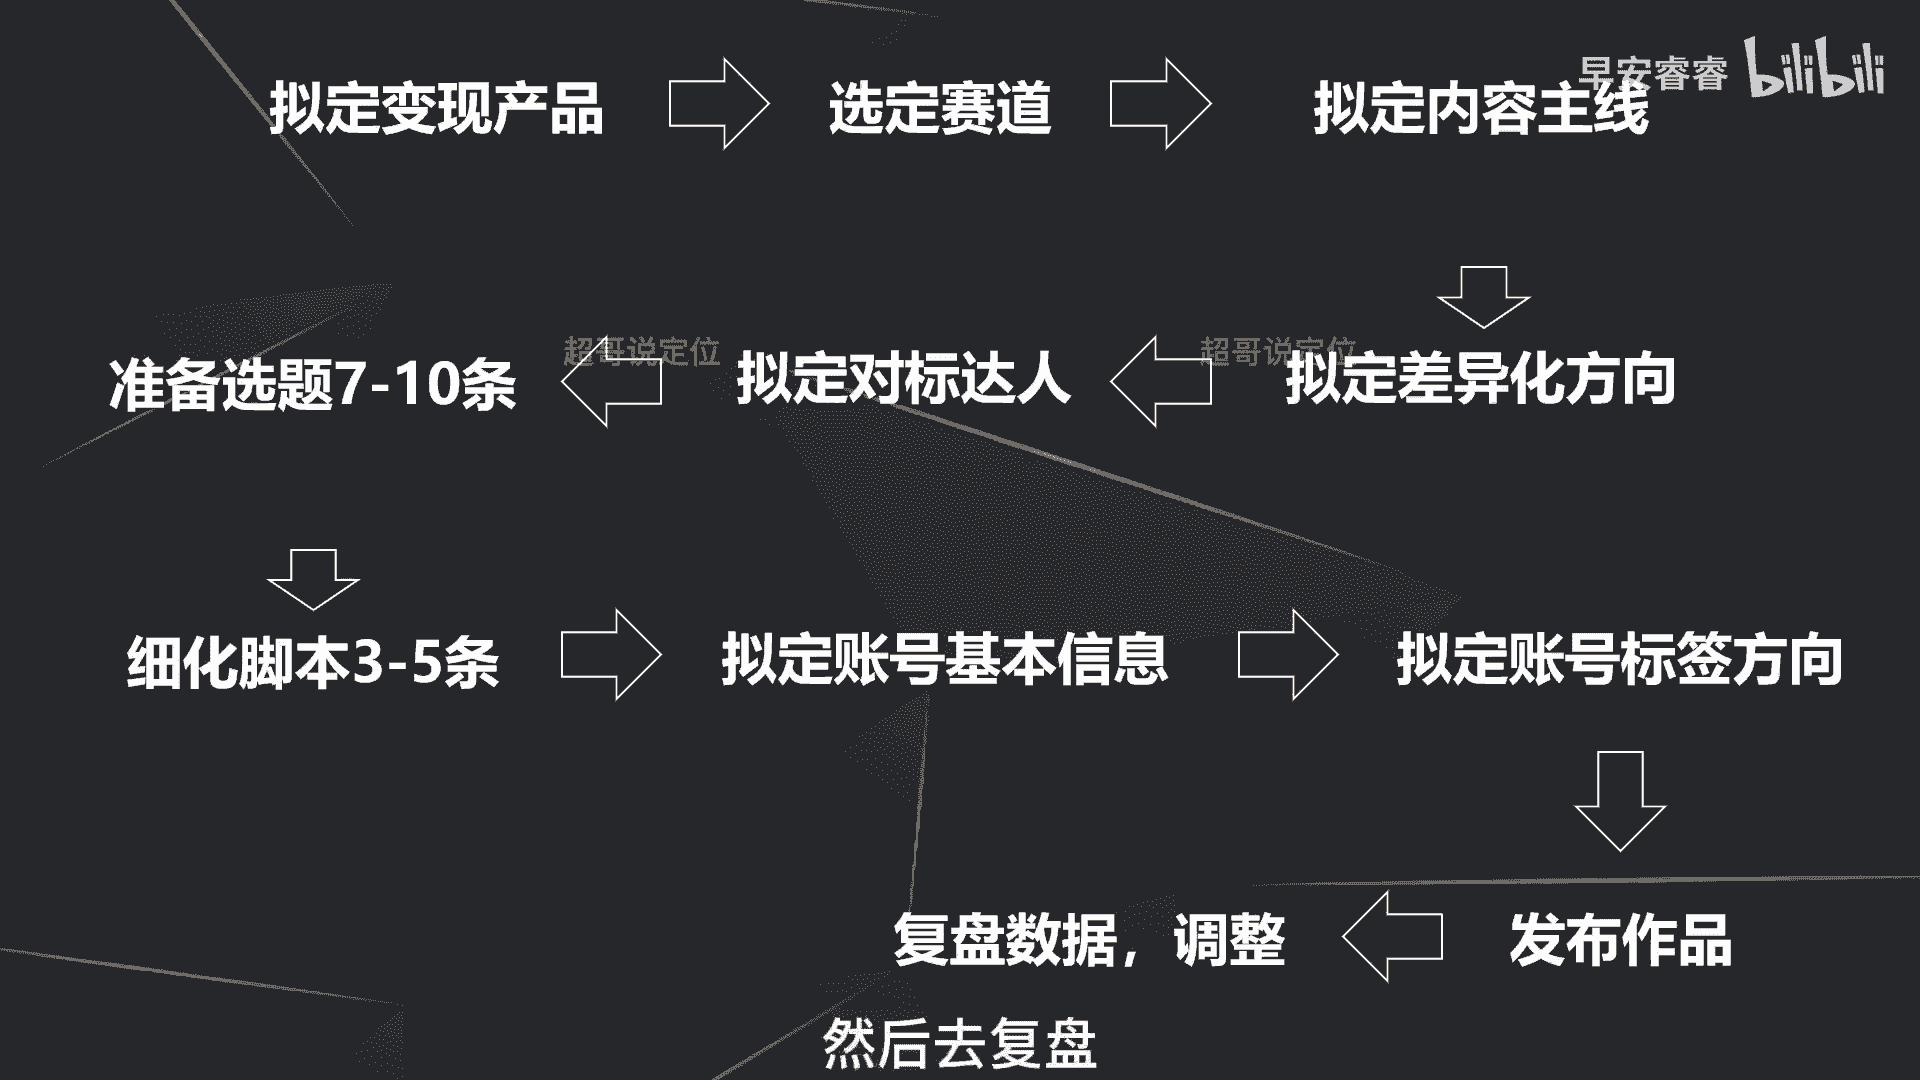 早安睿睿 bilibili
拟定变现产品
选定赛道
拟定内容主线
超哥说定位
超哥说定位
拟定差异化方向
拟定对标达人
准备选题7-10条
细化脚本3-5条
拟定账号基本信息
拟定账号标签方向
发布作品
复盘数据，调整
然后去复盘